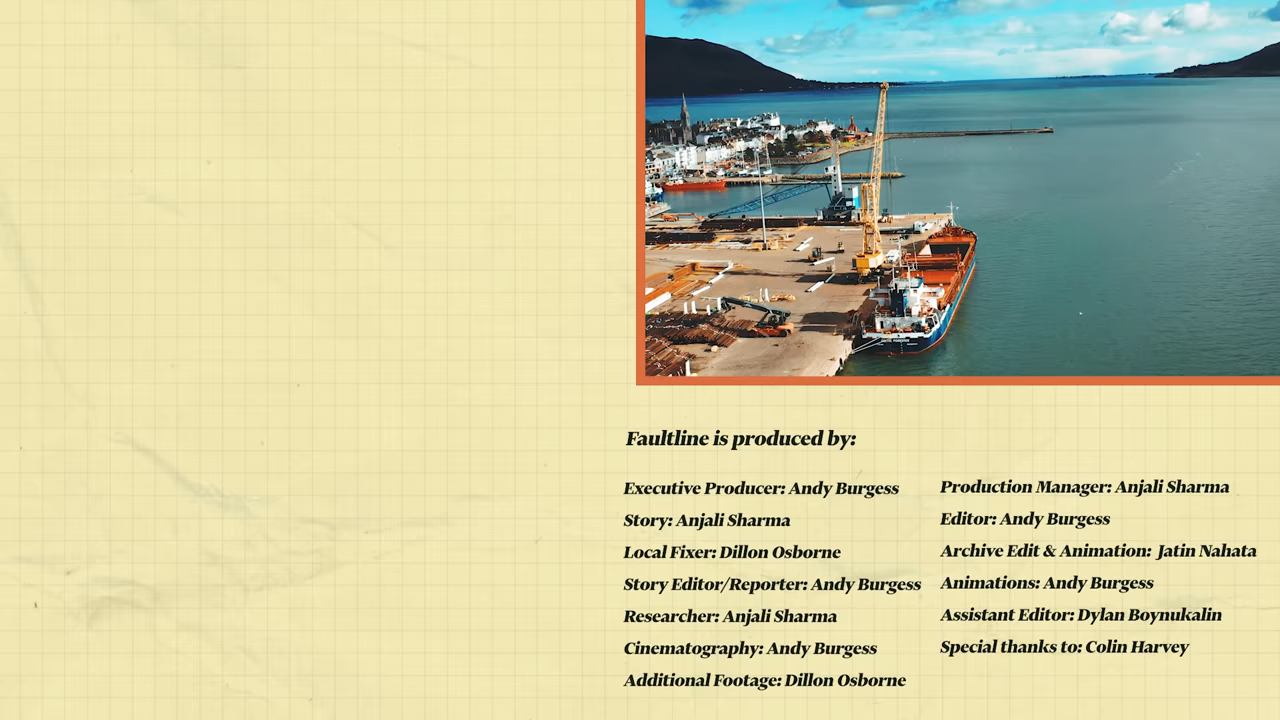 Faultline is produced by:
Executive Producer: Andy Burgess
Story: Anjali Sharma
Local Fixer: Dillon Osborne
Story Editor/Reporter: Andy Burgess
Researcher: Anjali Sharma
Cinematography: Andy Burgess
Additional Footage: Dillon Osborne
Production Manager: Anjali Sharma
Editor: Andy Burgess
Archive Edit & Animation: Jatin Nahata
Animations: Andy Burgess
Assistant Editor: Dylan Boynukalin
Special thanks to: Colin Harvey